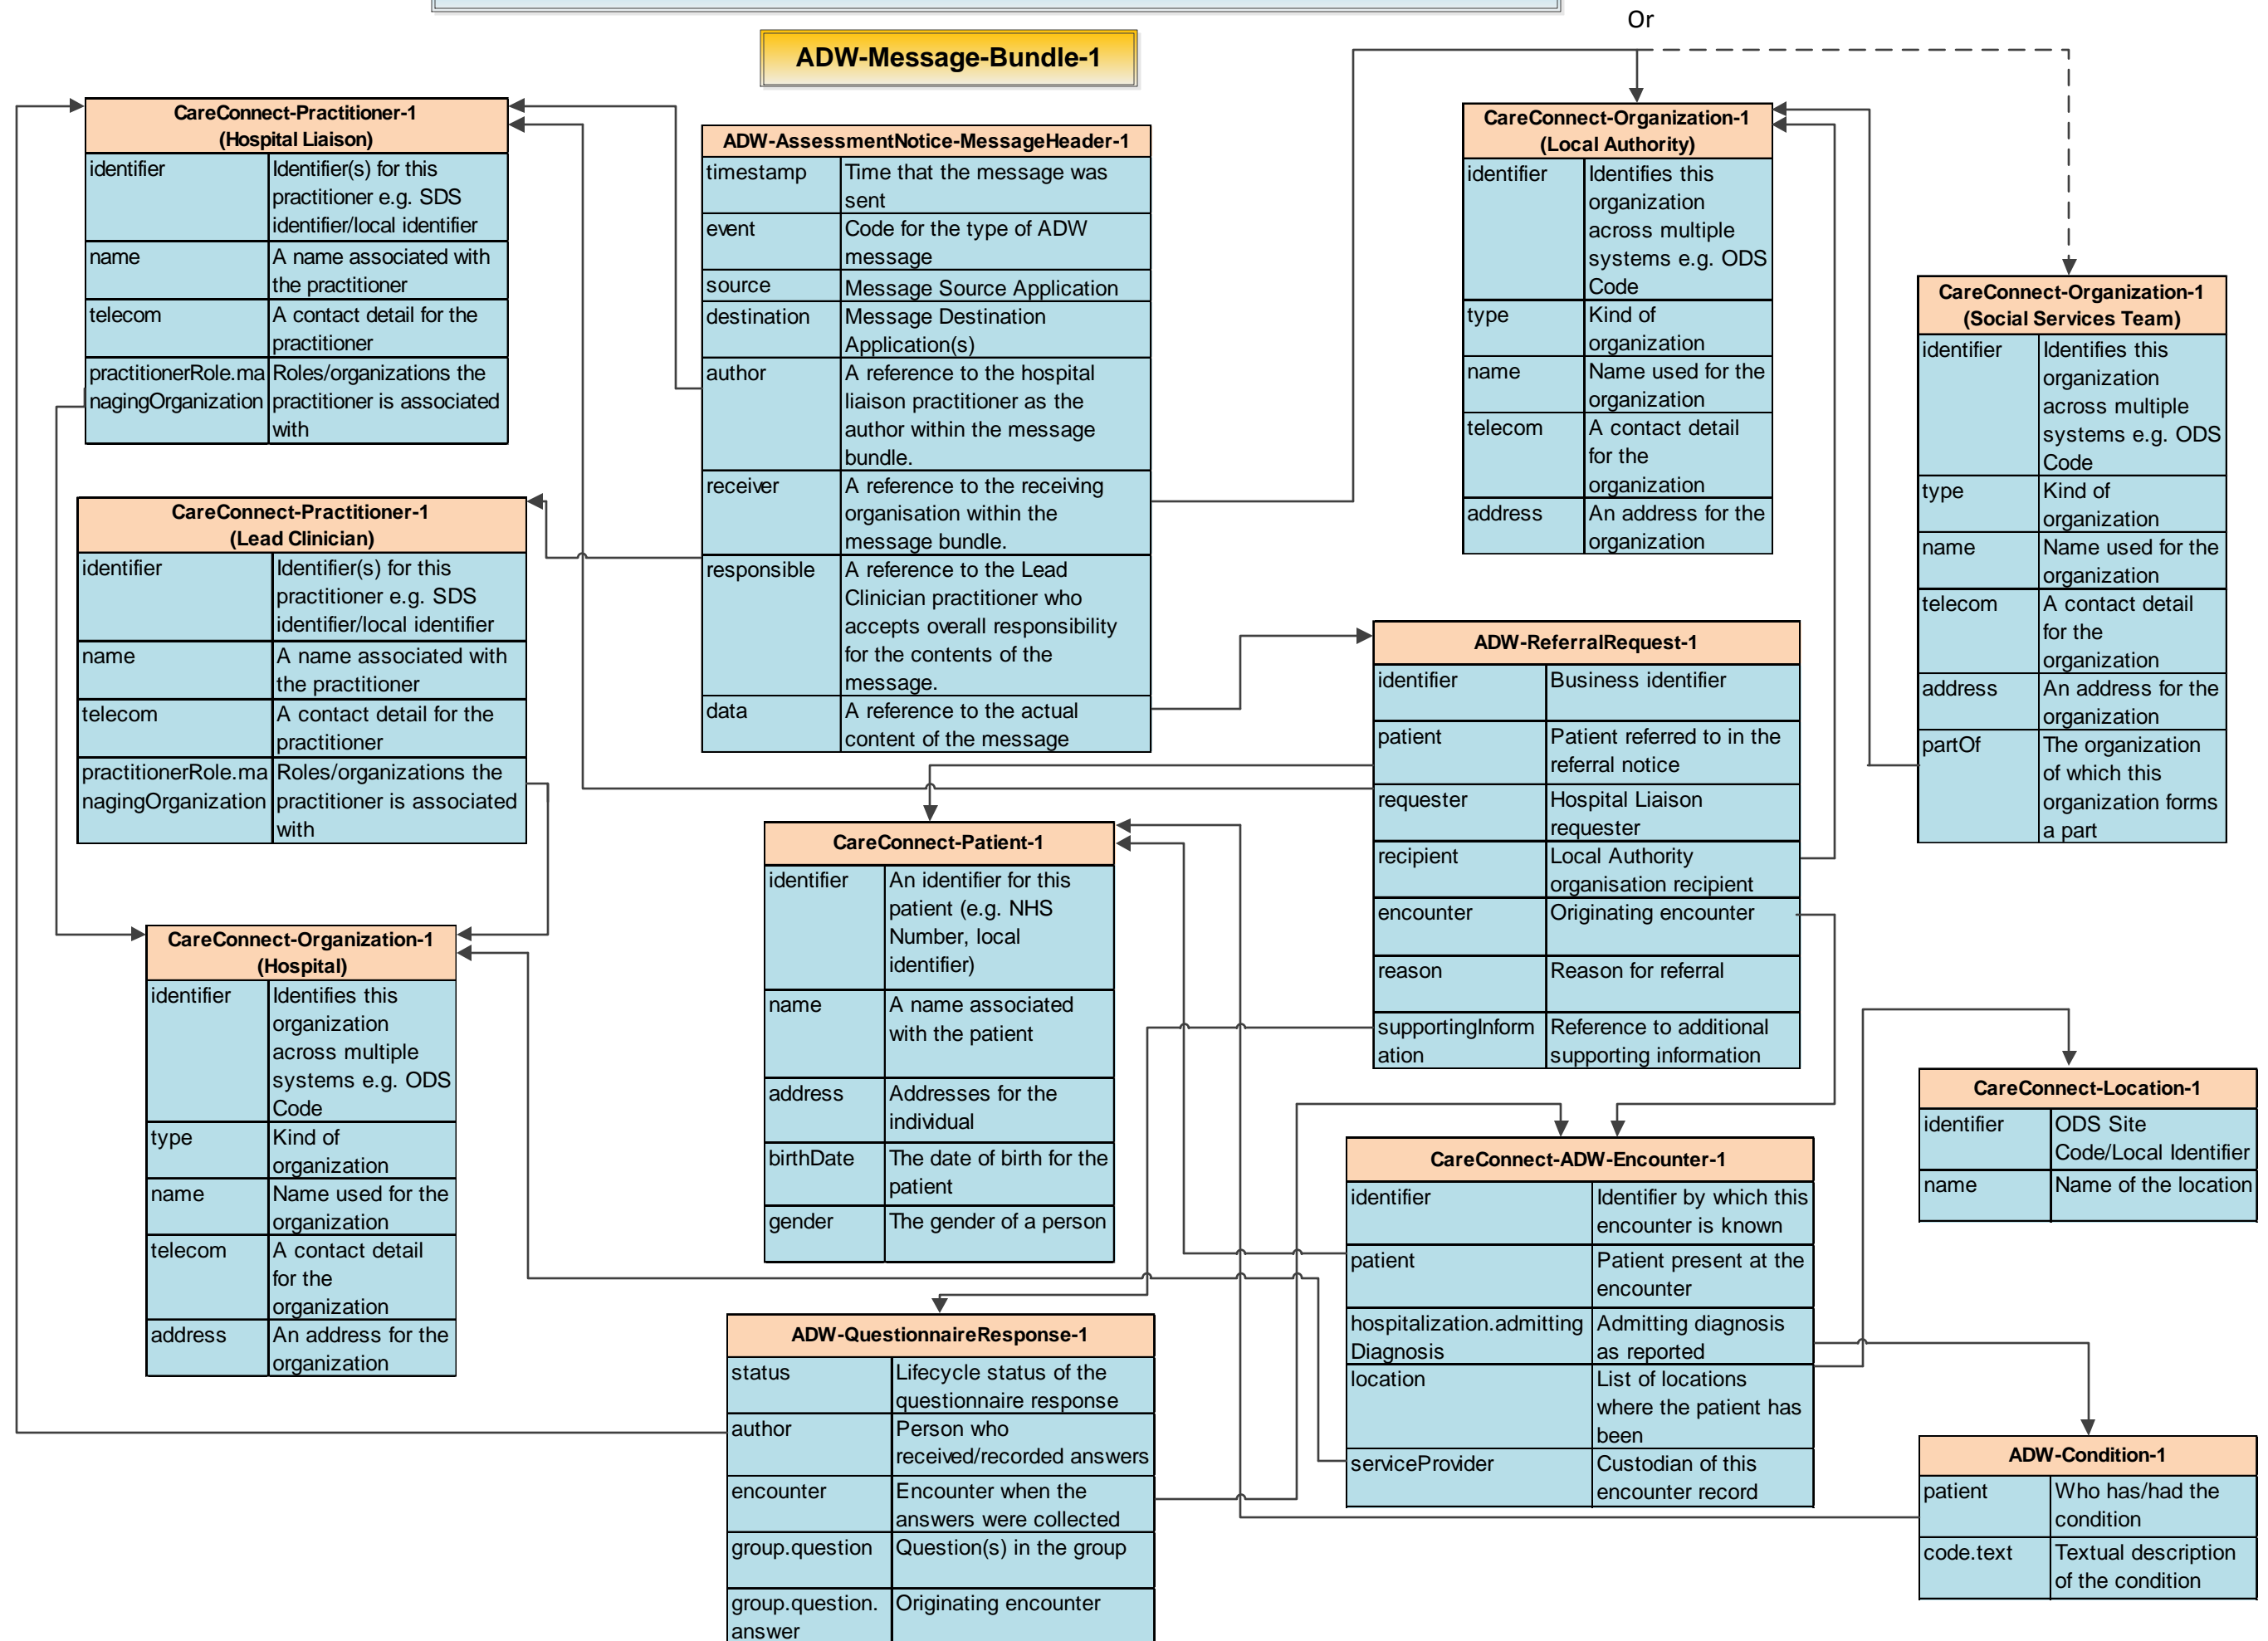 Or
ADW-Message-Bundle-1
CareConnect-Practitioner-1
(Hospital Liaison)
identifier
Identifier(s) for this
practitioner e.g. SDS
identifier/local identifier
name
A name associated with
the practitioner
telecom
A contact detail for the
practitioner
practitionerRole.ma
nagingOrganization
Roles/organizations the
practitioner is associated
with
ADW-AssessmentNotice-MessageHeader-1
timestamp
Time that the message was
sent
event
Code for the type of ADW
message
source
Message Source Application
destination
Message Destination
Application(s)
author
A reference to the hospital
liaison practitioner as the
author within the message
bundle.
receiver
A reference to the receiving
organisation within the
message bundle.
responsible
A reference to the Lead
Clinician practitioner who
accepts overall responsibility
for the contents of the
message.
data
A reference to the actual
content of the message
CareConnect-Organization-1
(Local Authority)
identifier
Identifies this
organization
across multiple
systems e.g. ODS
Code
type
Kind of
organization
name
Name used for the
organization
telecom
A contact detail
for the
organization
address
An address for the
organization
CareConnect-Organization-1
(Social Services Team)
identifier
Identifies this
organization
across multiple
systems e.g. ODS
Code
type
Kind of
organization
name
Name used for the
organization
telecom
A contact detail
for the
organization
address
An address for the
organization
partOf
The organization
of which this
organization forms
a part
CareConnect-Practitioner-1
(Lead Clinician)
identifier
Identifier(s) for this
practitioner e.g. SDS
identifier/local identifier
name
A name associated with
the practitioner
telecom
A contact detail for the
practitioner
practitionerRole.ma
nagingOrganization
Roles/organizations the
practitioner is associated
with
ADW-ReferralRequest-1
identifier
Business identifier
patient
Patient referred to in the
referral notice
requester
Hospital Liaison
requester
recipient
Local Authority
organisation recipient
encounter
Originating encounter
reason
Reason for referral
supportingInform
ation
Reference to additional
supporting information
CareConnect-Patient-1
identifier
An identifier for this
patient (e.g. NHS
Number, local
identifier)
name
A name associated
with the patient
address
Addresses for the
individual
birthDate
The date of birth for the
patient
gender
The gender of a person
CareConnect-Organization-1
(Hospital)
identifier
Identifies this
organization
across multiple
systems e.g. ODS
Code
type
Kind of
organization
name
Name used for the
organization
telecom
A contact detail
for the
organization
address
An address for the
organization
CareConnect-Location-1
identifier
ODS Site
Code/Local Identifier
name
Name of the location
CareConnect-ADW-Encounter-1
identifier
Identifier by which this
encounter is known
patient
Patient present at the
encounter
hospitalization.admitting
Diagnosis
Admitting diagnosis
as reported
location
List of locations
where the patient has
been
serviceProvider
Custodian of this
encounter record
ADW-QuestionnaireResponse-1
status
Lifecycle status of the
questionnaire response
author
Person who
received/recorded answers
encounter
Encounter when the
answers were collected
group.question
Question(s) in the group
group.question.
answer
Originating encounter
ADW-Condition-1
patient
Who has/had the
condition
code.text
Textual description
of the condition